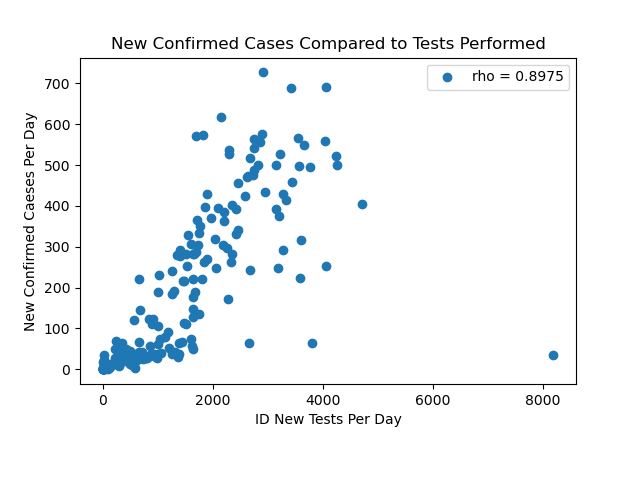 New Confirmed Cases Compared to Tests Performed
rho = 0.8975
700
600
500
400
300
200
100
0
New Confirmed Caeses Per Day
0 2000 4000 6000 8000
ID New Tests Per Day